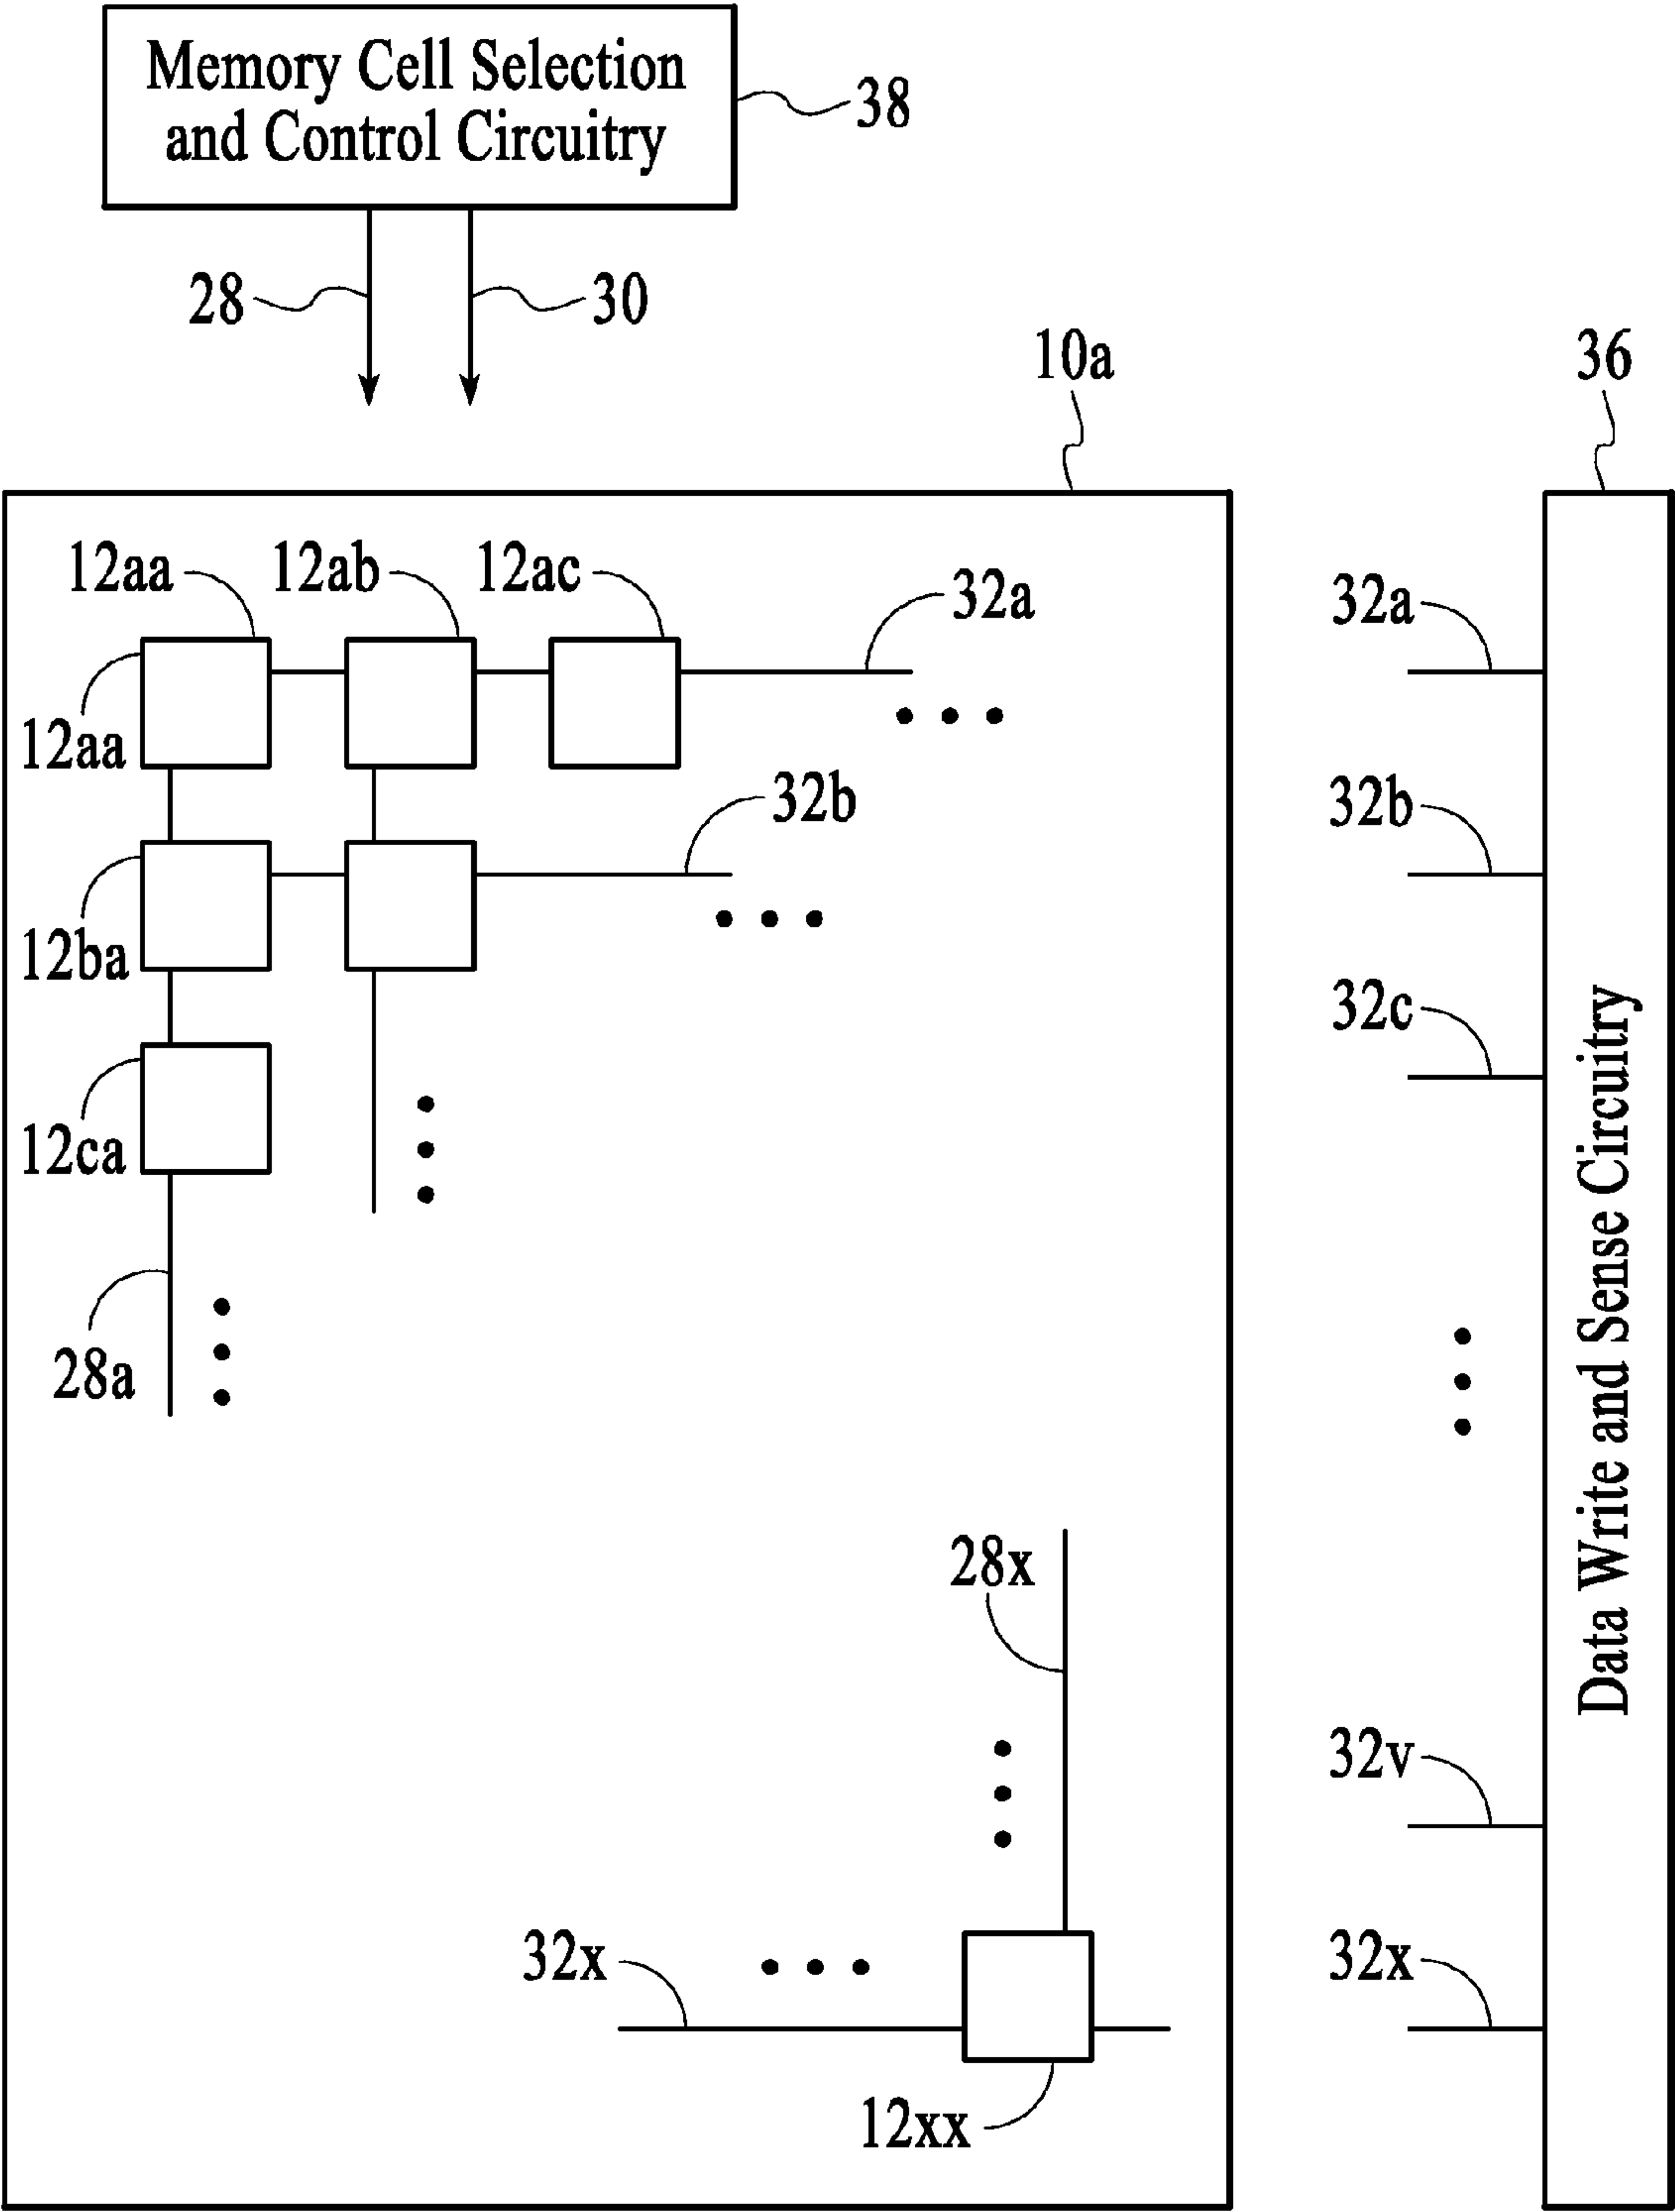 Memory Cell Selection
and Control Circuitry
38
28
30
10a
36
12aa
12ab
12ac
32a
32a
12aa
32b
32b
12ba
32c
12ca
28a
Data Write and Sense Circuitry
28x
32v
32x
32x
12xx